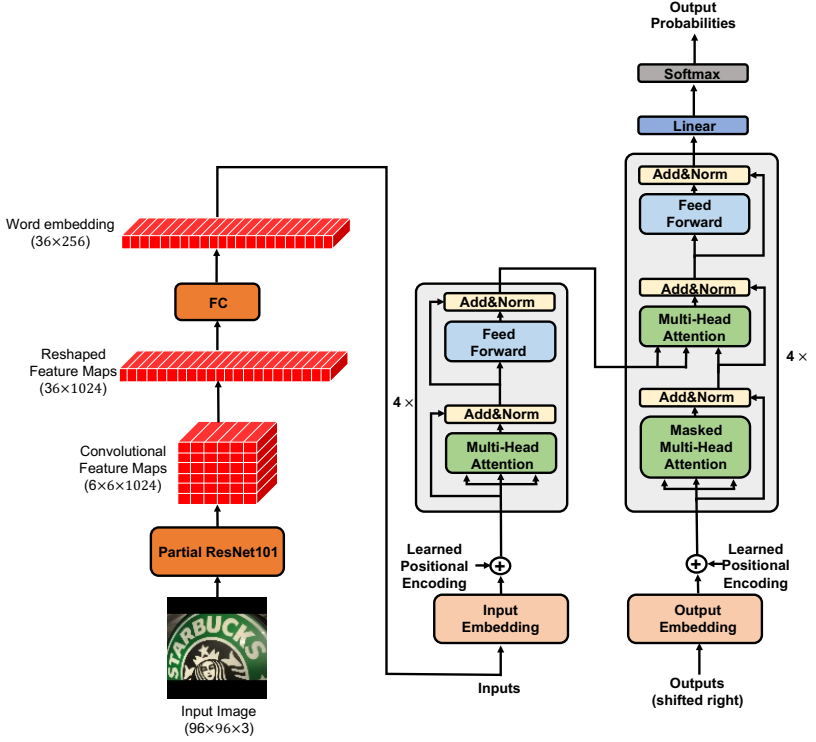 Output
Probabilities
Softmax
Linear
Add&Norm
Feed
Forward
Add&Norm
Multi-Head
Attention
4 ×
Add&Norm
Masked
Multi-Head
Attention
Learned
Positional
Encoding
+
Output
Embedding
Outputs
(shifted right)
Add&Norm
Feed
Forward
4 ×
Add&Norm
Multi-Head
Attention
Learned
Positional
Encoding
+
Input
Embedding
Inputs
Word embedding
(36×256)
FC
Reshaped
Feature Maps
(36×1024)
Convolutional
Feature Maps
(6×6×1024)
Partial ResNet101
STARBUCKS
Input Image
(96×96×3)